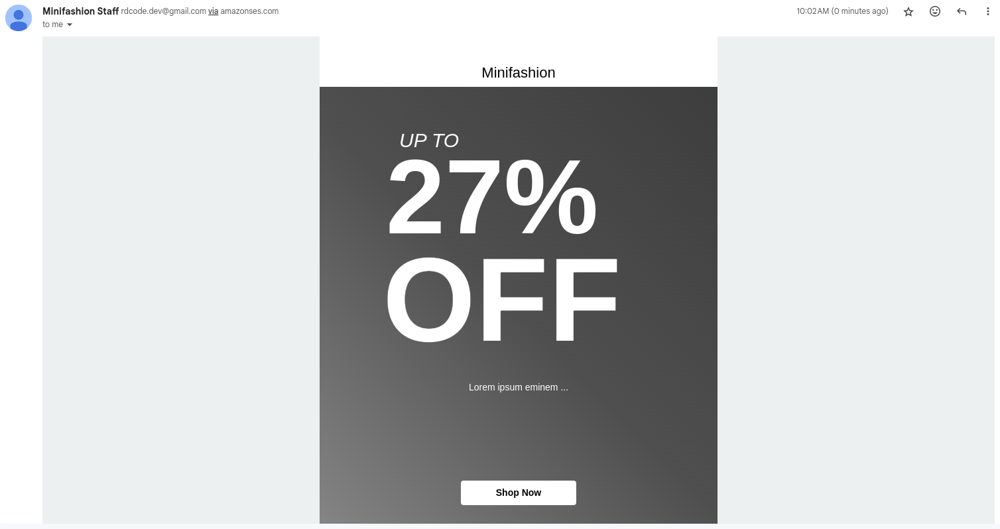 Minifashion Staff rdcode.dev@gmail.com via amazonses.com 10:02 AM (0 minutes ago)
to me
Minifashion
UP TO
27%
OFF
Lorem ipsum eminem ...
Shop Now